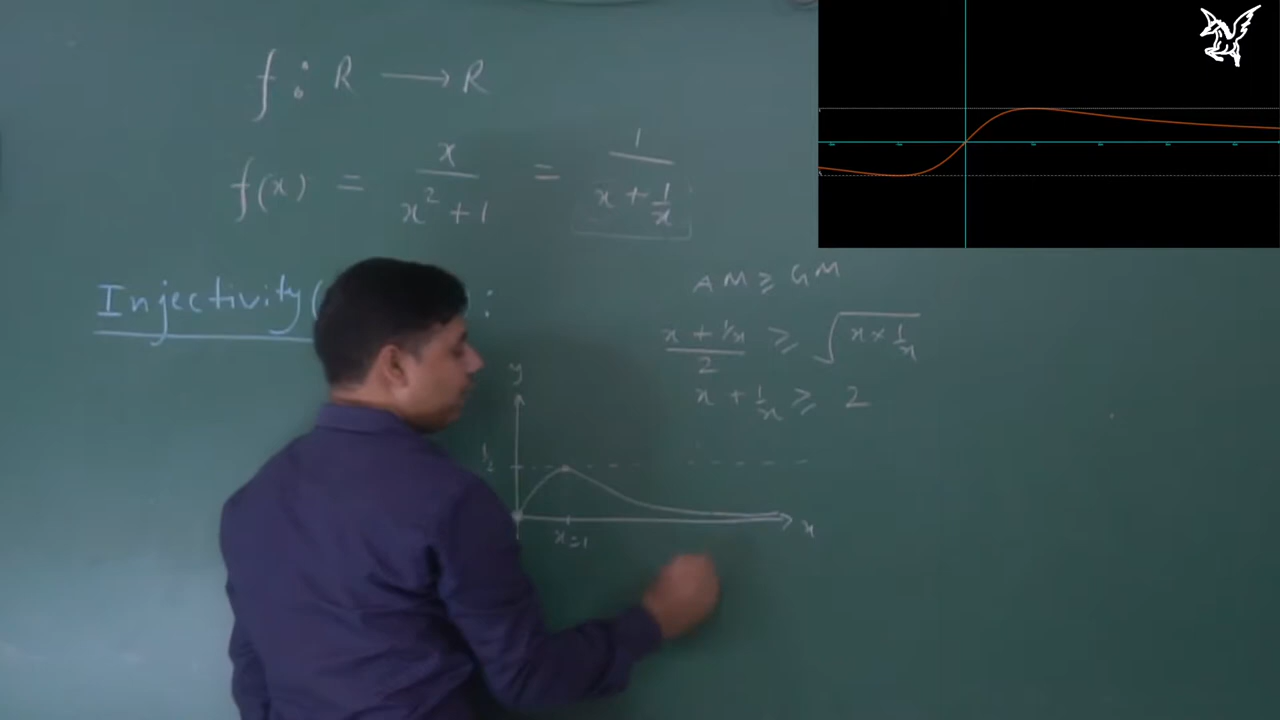 f : R ⟶ R
f(x) = x / (x² + 1) = 1 / (x + 1/x)
Injectivity( :
AM ≥ GM
(x + 1/x) / 2 ≥ √(x × 1/x)
x + 1/x ≥ 2
y
1/2
x
x=1